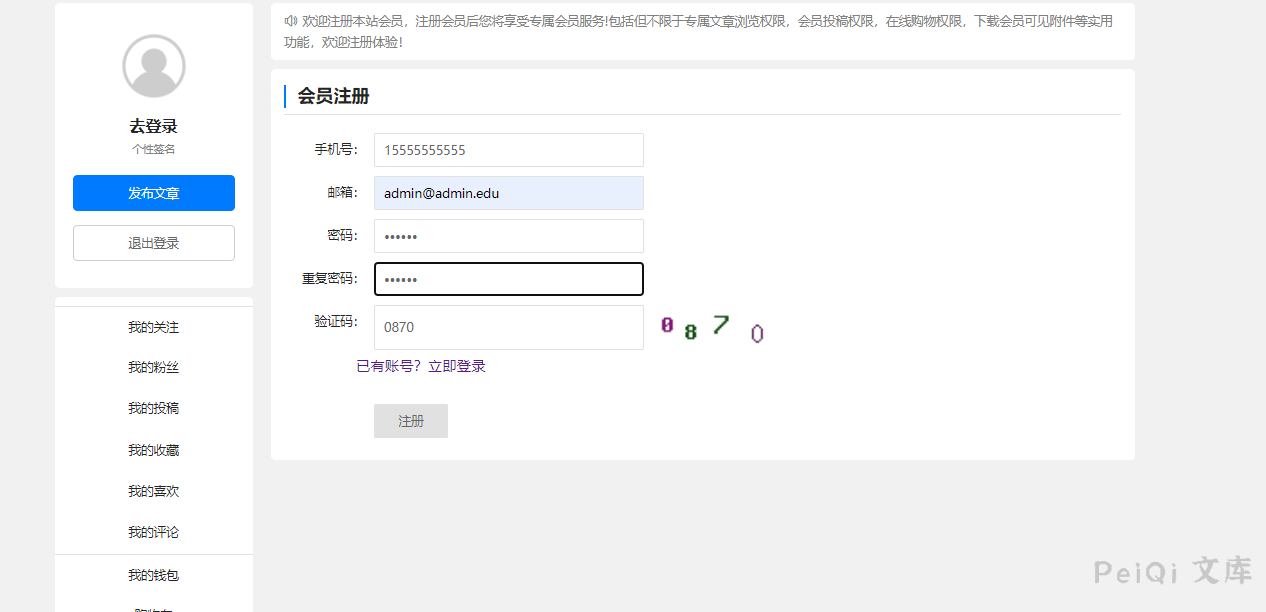 去登录
个性签名
发布文章
退出登录
我的关注
我的粉丝
我的投稿
我的收藏
我的喜欢
我的评论
我的钱包
欢迎注册本站会员，注册会员后您将享受专属会员服务!包括但不限于专属文章浏览权限，会员投稿权限，在线购物权限，下载会员可见附件等实用
功能，欢迎注册体验!
会员注册
手机号： 15555555555
邮箱： admin@admin.edu
密码： ••••••
重复密码： ••••••
验证码： 0870 0 8 7 0
已有账号？立即登录
注册
PeiQi 文库